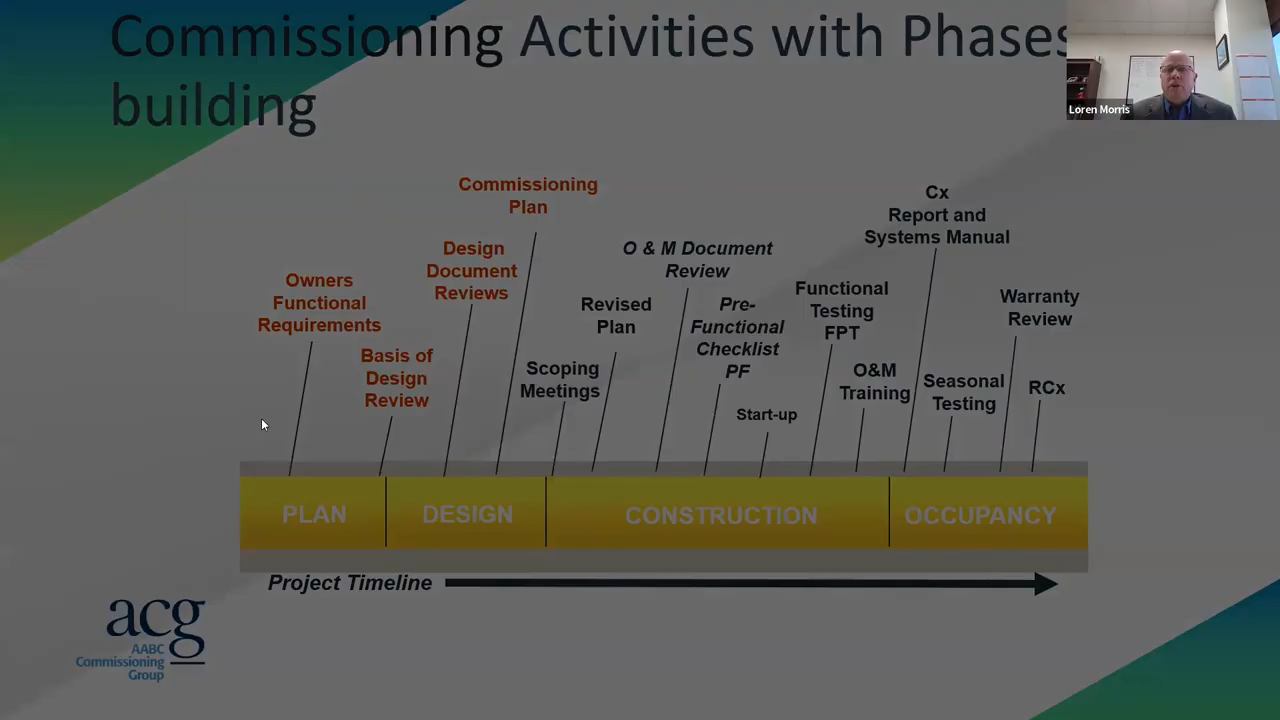 Commissioning Activities with Phases
building
Loren Morris
Commissioning
Plan
Cx
Report and
Systems Manual
Design
Document
Reviews
O & M Document
Review
Owners
Functional
Requirements
Revised
Plan
Pre-
Functional
Checklist
PF
Functional
Testing
FPT
Warranty
Review
Basis of
Design
Review
Scoping
Meetings
Start-up
O&M
Training
Seasonal
Testing
RCx
PLAN
DESIGN
CONSTRUCTION
OCCUPANCY
Project Timeline
acg
AABC
Commissioning
Group